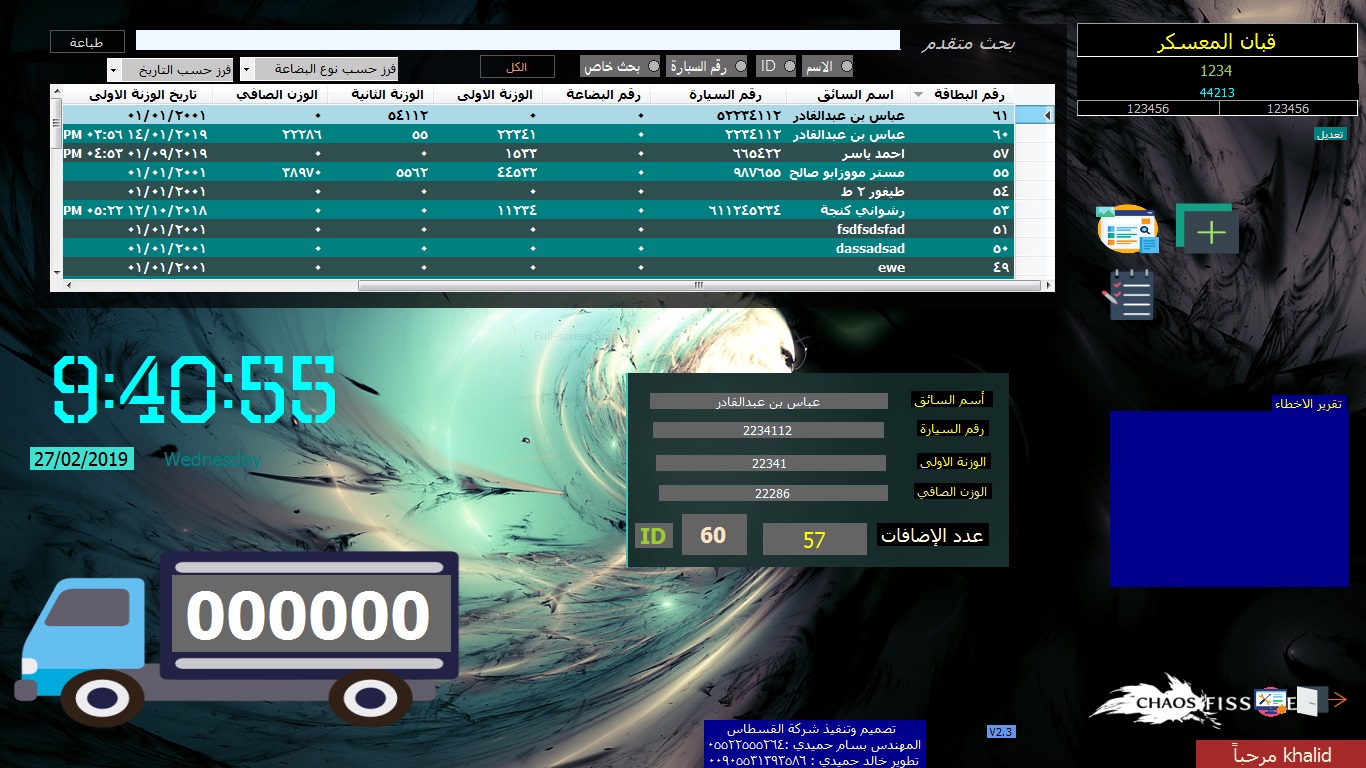 قبان المعسكر
1234
44213
123456 123456
تعديل
بحث متقدم
طباعة
الاسم ID رقم السيارة بحث خاص الكل فرز حسب نوع البضاعة فرز حسب التاريخ
رقم البطاقة اسم السائق رقم السيارة رقم البضاعة الوزنة الاولى الوزنة الثانية الوزن الصافي تاريخ الوزنة الاولى
٦١ عباس بن عبدالقادر ٥٢٢٣٤١١٢ ٠ ٠ ٥٤١١٢ ٠ ٠١/٠١/٢٠٠١
٦٠ عباس بن عبدالقادر ٢٢٣٤١١٢ ٠ ٢٢٣٤١ ٥٥ ٢٢٢٨٦ ١٤/٠١/٢٠١٩ ٠٣:٥٦ PM
٥٧ احمد ياسر ٦٦٥٤٢٢ ٠ ١٥٣٣ ٠ ٠ ٠١/٠٩/٢٠١٩ ٠٤:٥٣ PM
٥٥ مستر مووزابو صالح ٩٨٧٦٥٥ ٠ ٤٤٥٣٢ ٥٥٦٢ ٣٨٩٧٠ ٠١/٠١/٢٠٠١
٥٤ طيفور ٢ ط ٠ ٠ ٠ ٠ ٠١/٠١/٢٠٠١
٥٣ رشواني كنجة ٦١١٢٤٥٢٣٤ ٠ ١١٢٣٤ ٠ ٠ ١٢/١٠/٢٠١٨ ٠٥:٢٢ PM
٥١ fsdfsdsfad ٠ ٠ ٠ ٠ ٠١/٠١/٢٠٠١
٥٠ dassadsad ٠ ٠ ٠ ٠ ٠١/٠١/٢٠٠١
٤٩ ewe ٠ ٠ ٠ ٠ ٠١/٠١/٢٠٠١
9:40:55
27/02/2019 Wednesday
أسم السائق عباس بن عبدالقادر
رقم السيارة 2234112
الوزنة الاولى 22341
الوزن الصافي 22286
عدد الإضافات 57 60 ID
تقرير الاخطاء
000000
CHAOS FISS E
تصميم وتنفيذ شركة القسطاس
المهندس بسام حميدي :٠٥٥٢٢٥٥٥٢٦٤
تطوير خالد حميدي : ٠٠٩٠٥٥٣١٣٩٣٥٨٦
V2.3
مرحباً khalid